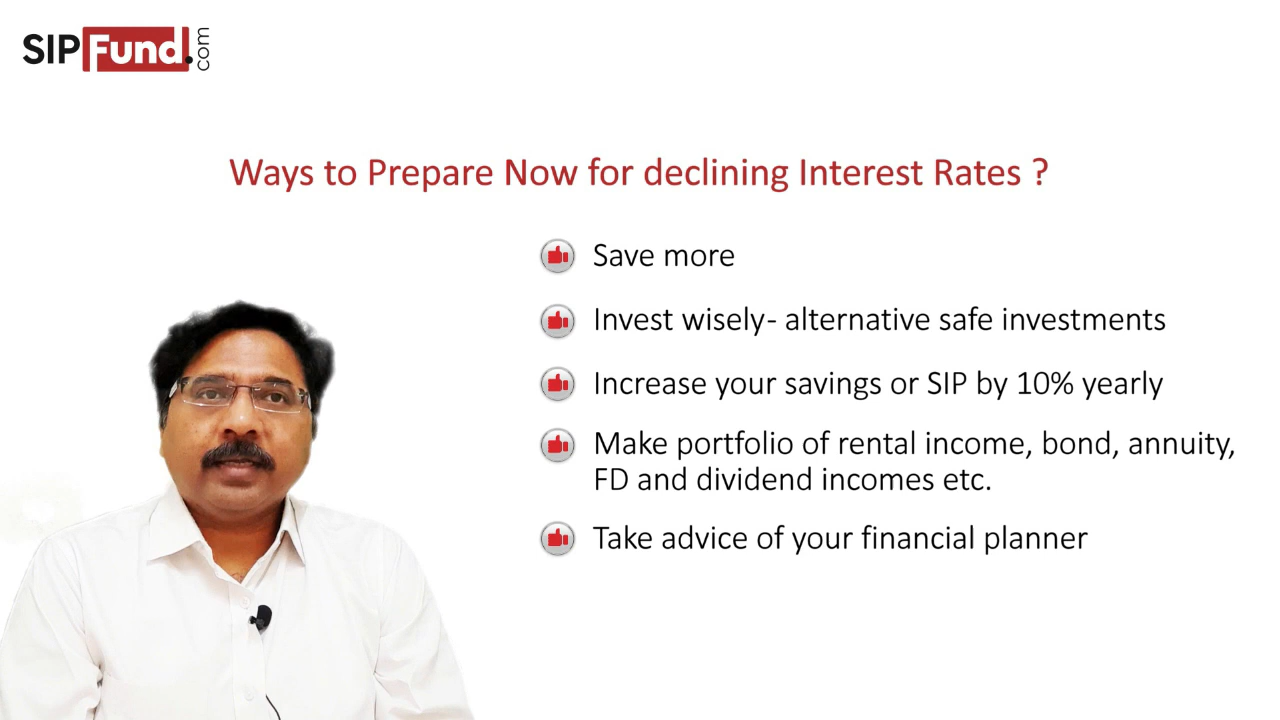 SIPFund.com
Ways to Prepare Now for declining Interest Rates ?
Save more
Invest wisely- alternative safe investments
Increase your savings or SIP by 10% yearly
Make portfolio of rental income, bond, annuity,
FD and dividend incomes etc.
Take advice of your financial planner